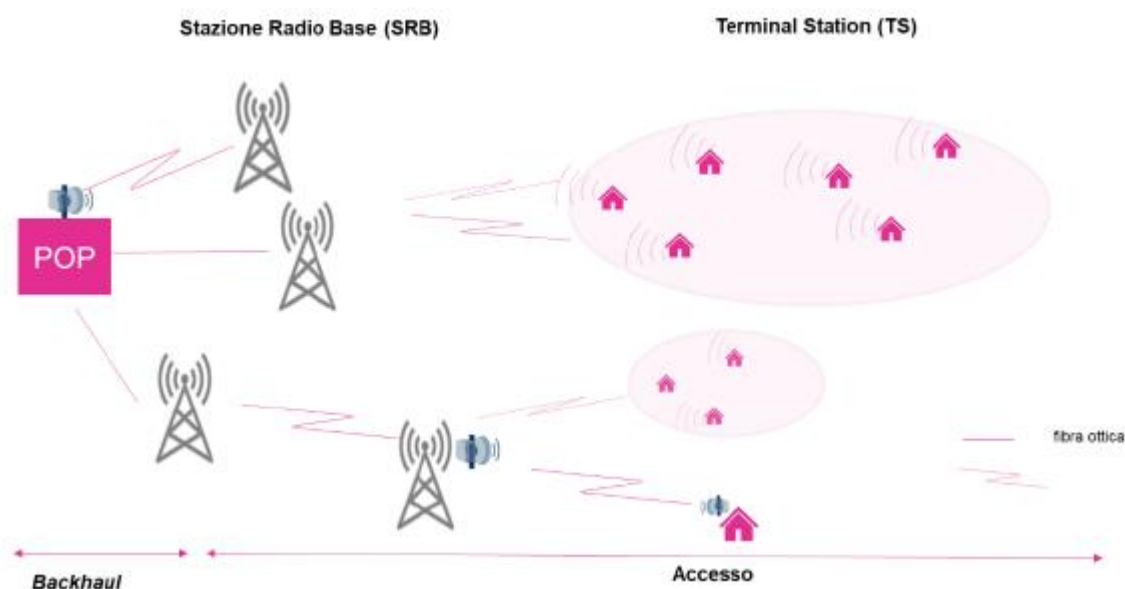 Stazione Radio Base (SRB)
Terminal Station (TS)
POP
fibra ottica
Accesso
Backhaul